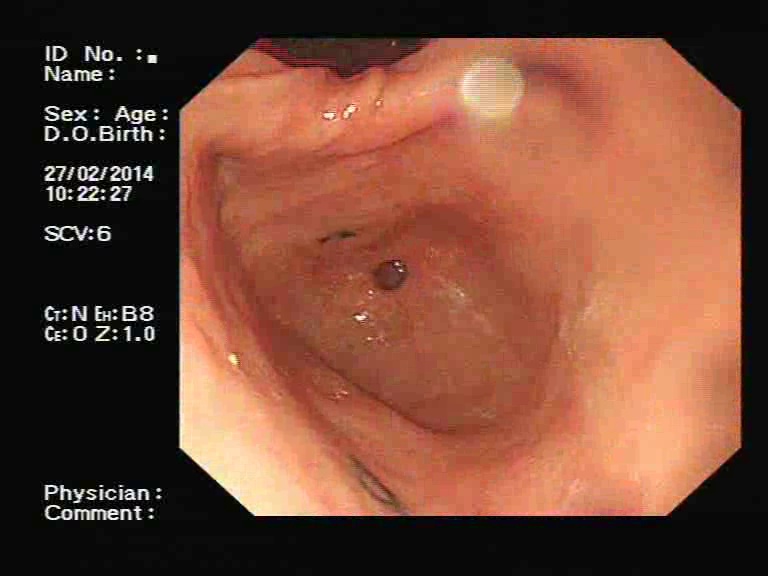 ID No. :
Name:
Sex: Age:
D.O.Birth:
27/02/2014
10:22:27
SCV:6
CT:N EH:B8
CE:0 Z:1.0
Physician:
Comment: